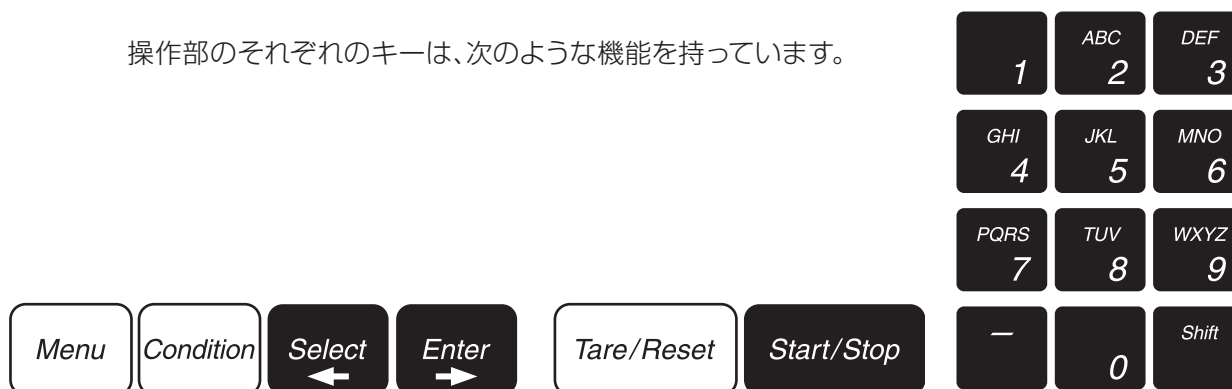 操作部のそれぞれのキーは、次のような機能を持っています。
1
ABC
2
DEF
3
GHI
4
JKL
5
MNO
6
PQRS
7
TUV
8
WXYZ
9
Menu
Condition
Select
Enter
Tare/Reset
Start/Stop
—
0
Shift